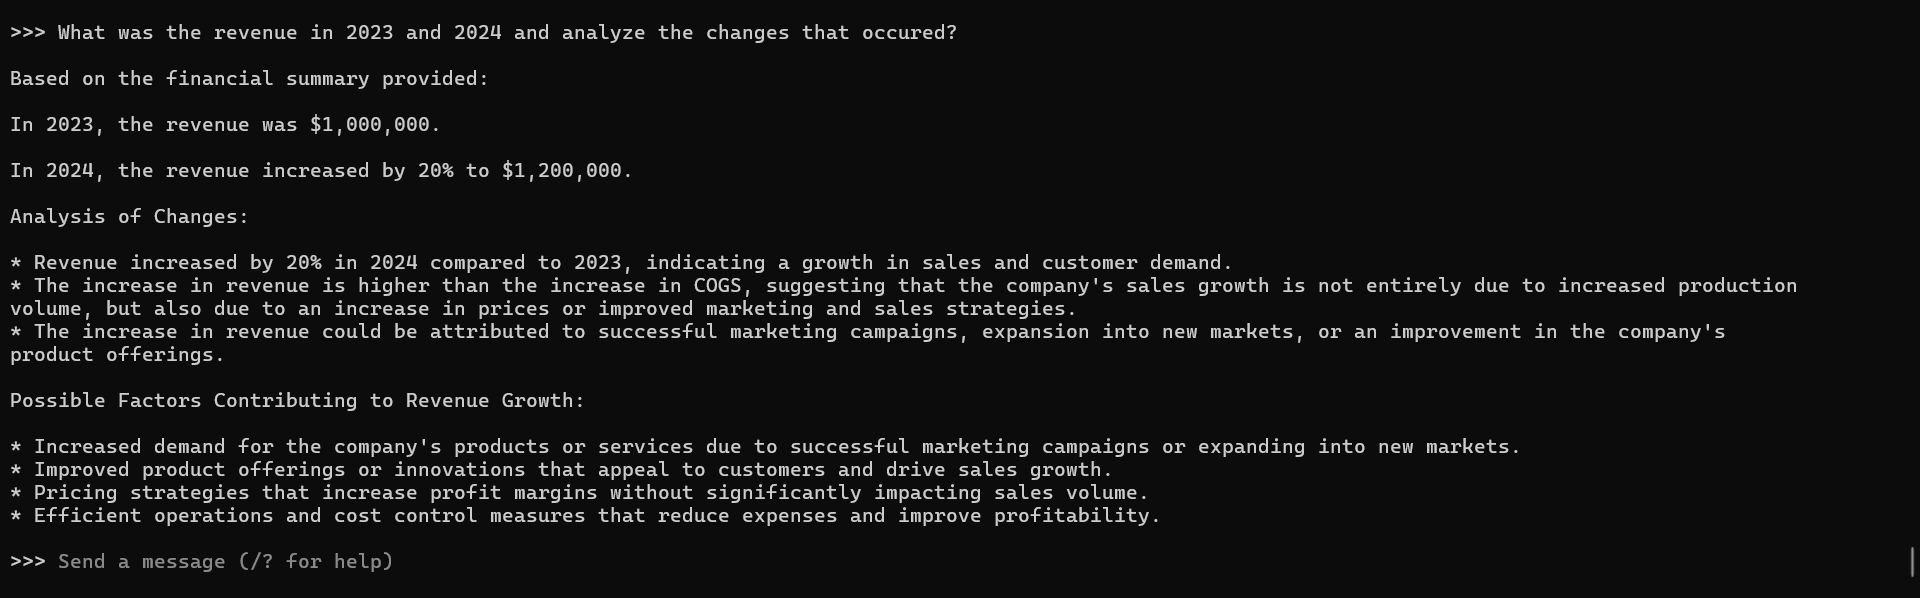 >>> What was the revenue in 2023 and 2024 and analyze the changes that occured?
Based on the financial summary provided:
In 2023, the revenue was $1,000,000.
In 2024, the revenue increased by 20% to $1,200,000.
Analysis of Changes:
* Revenue increased by 20% in 2024 compared to 2023, indicating a growth in sales and customer demand.
* The increase in revenue is higher than the increase in COGS, suggesting that the company's sales growth is not entirely due to increased production
volume, but also due to an increase in prices or improved marketing and sales strategies.
* The increase in revenue could be attributed to successful marketing campaigns, expansion into new markets, or an improvement in the company's
product offerings.
Possible Factors Contributing to Revenue Growth:
* Increased demand for the company's products or services due to successful marketing campaigns or expanding into new markets.
* Improved product offerings or innovations that appeal to customers and drive sales growth.
* Pricing strategies that increase profit margins without significantly impacting sales volume.
* Efficient operations and cost control measures that reduce expenses and improve profitability.
>>> Send a message (/? for help)